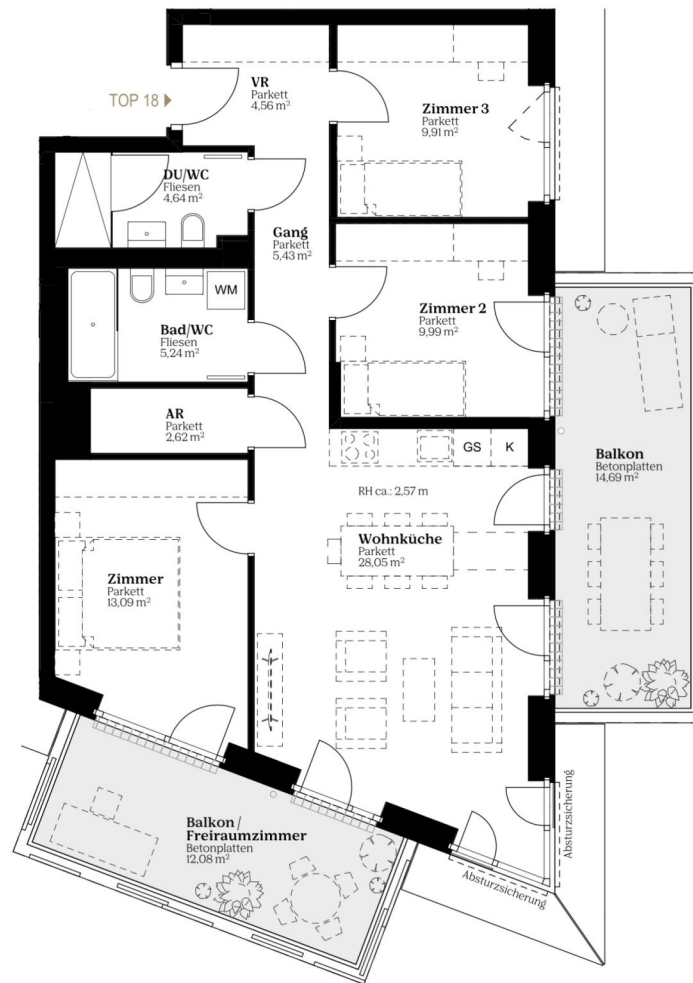 TOP 18
VR
Parkett
4,56 m²
Zimmer 3
Parkett
9,91 m²
DU/WC
Fliesen
4,64 m²
Gang
Parkett
5,43 m²
WM
Bad/WC
Fliesen
5,24 m²
Zimmer 2
Parkett
9,99 m²
AR
Parkett
2,62 m²
GS
K
RH ca.: 2,57 m
Balkon
Betonplatten
14,69 m²
Wohnküche
Parkett
28,05 m²
Zimmer
Parkett
13,09 m²
Balkon/
Freiraumzimmer
Betonplatten
12,08 m²
Absturzsicherung
Absturzsicherung